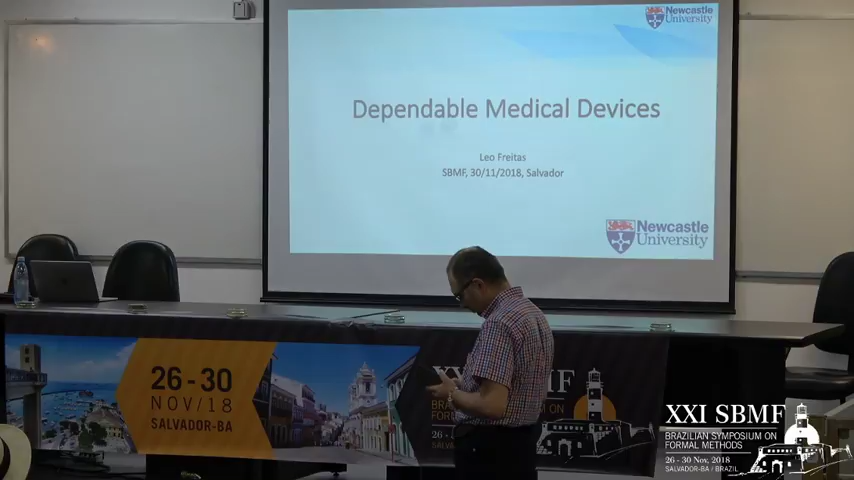 Newcastle
University
Dependable Medical Devices
Leo Freitas
SBMF, 30/11/2018, Salvador
Newcastle
University
26 - 30
NOV/18
SALVADOR-BA
XXI SBMF
BRAZILIAN SYMPOSIUM ON
FORMAL METHODS
26 - 30 Nov, 2018
SALVADOR-BA / BRAZIL